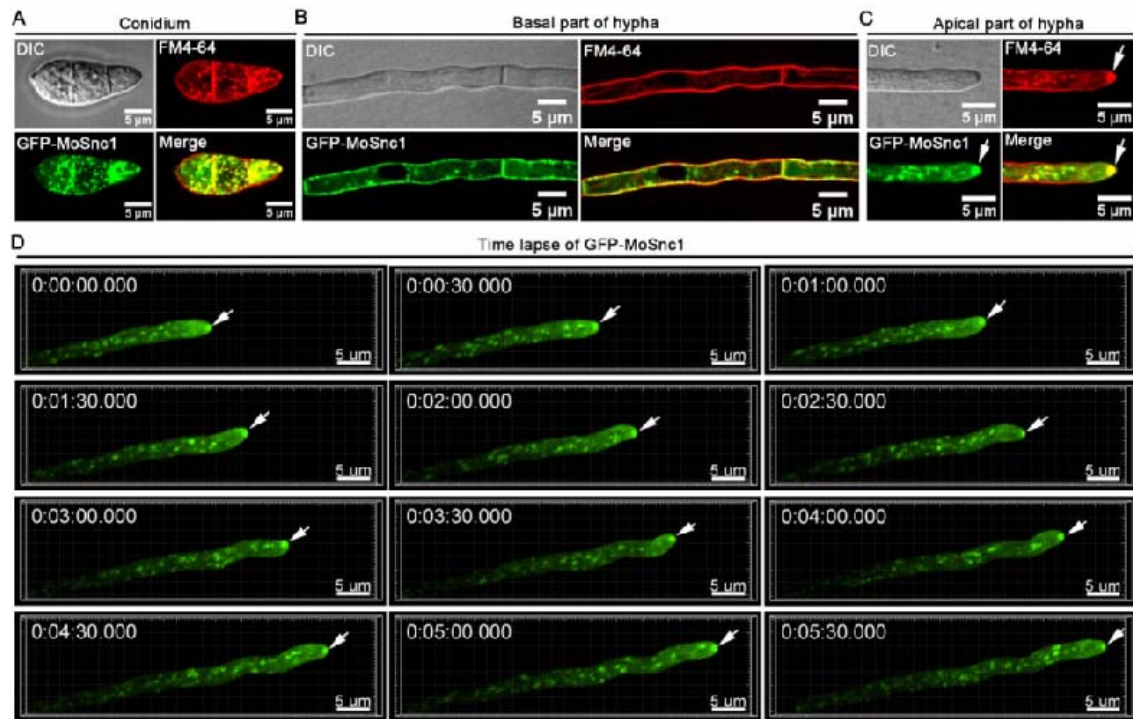 A Conidium
B Basal part of hypha
C Apical part of hypha
DIC FM4-64
5 µm 5 µm
GFP-MoSnc1 Merge
5 µm 5 µm
DIC FM4-64
5 µm 5 µm
GFP-MoSnc1 Merge
5 µm 5 µm
DIC FM4-64
5 µm 5 µm
GFP-MoSnc1 Merge
5 µm 5 µm
D Time lapse of GFP-MoSnc1
0:00:00.000 0:00:30.000 0:01:00.000
5 um 5 um 5 um
0:01:30.000 0:02:00.000 0:02:30.000
5 um 5 um 5 um
0:03:00.000 0:03:30.000 0:04:00.000
5 um 5 um 5 um
0:04:30.000 0:05:00.000 0:05:30.000
5 um 5 um 5 um